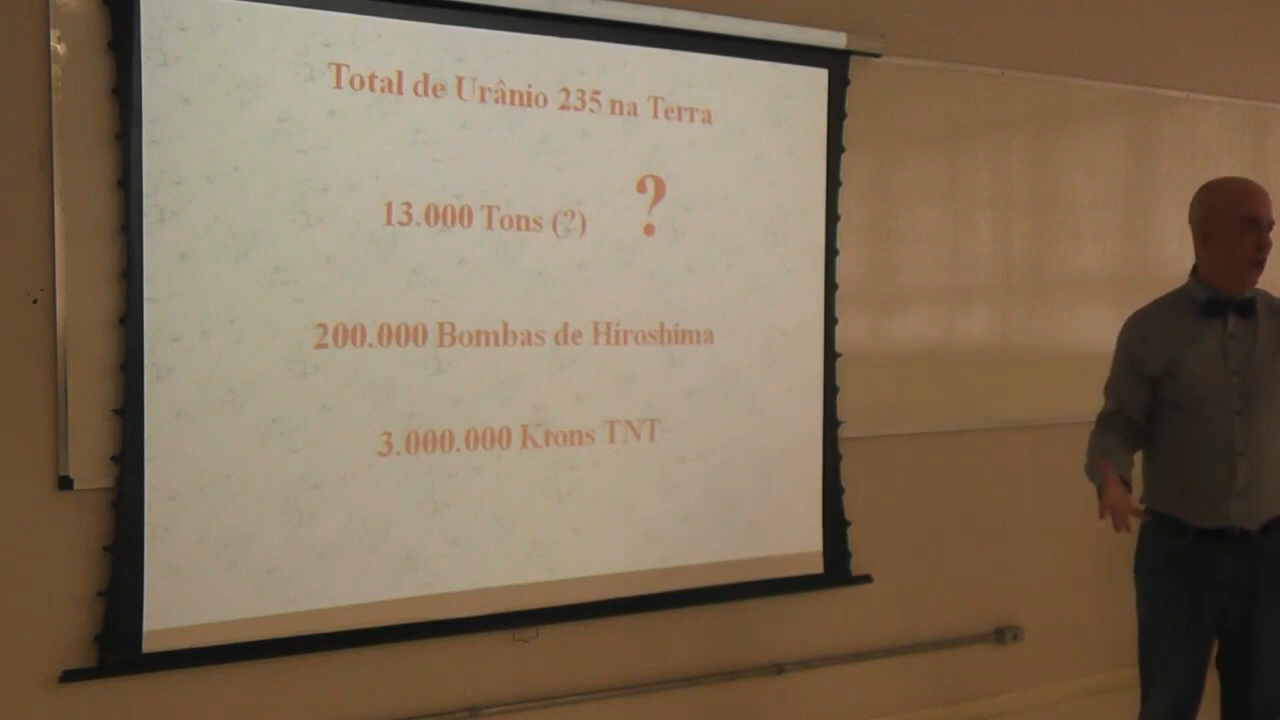 Total de Urânio 235 na Terra
13.000 Tons (?) ?
200.000 Bombas de Hiroshima
3.000.000 Ktons TNT